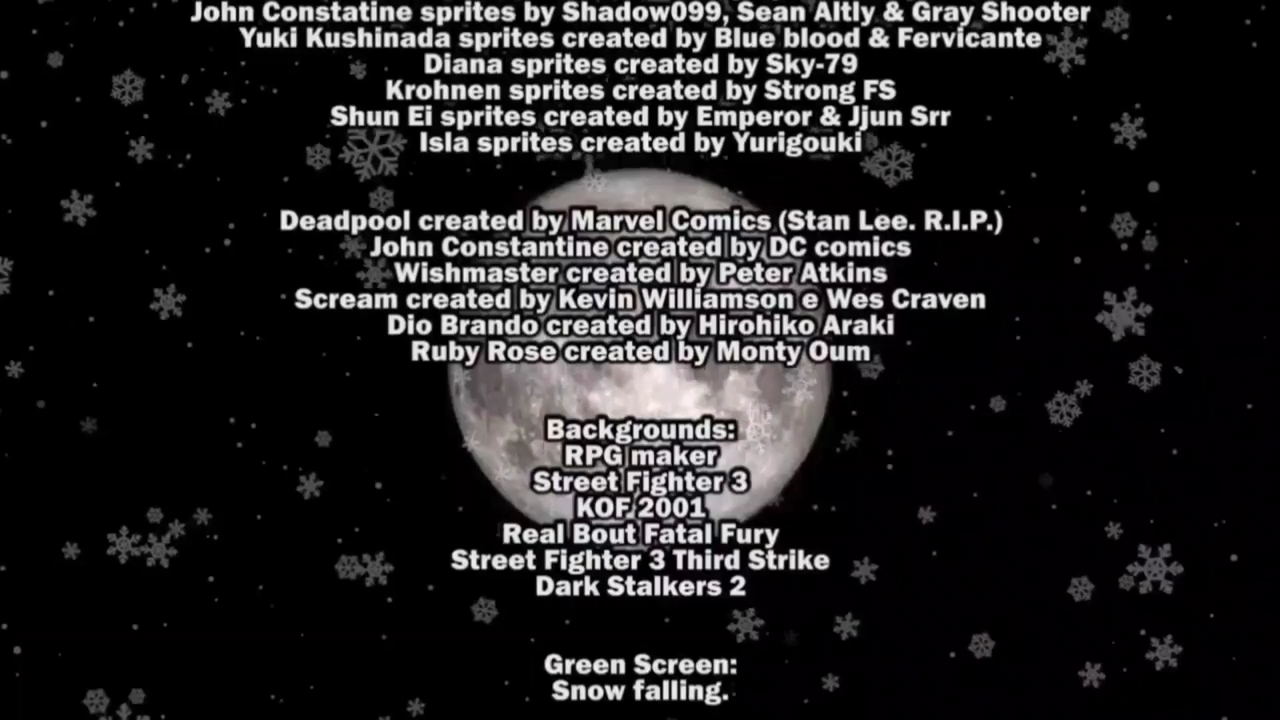 John Constatine sprites by Shadow099, Sean Altly & Gray Shooter
Yuki Kushinada sprites created by Blue blood & Fervicante
Diana sprites created by Sky-79
Krohnen sprites created by Strong FS
Shun Ei sprites created by Emperor & Jjun Srr
Isla sprites created by Yurigouki
Deadpool created by Marvel Comics (Stan Lee. R.I.P.)
John Constantine created by DC comics
Wishmaster created by Peter Atkins
Scream created by Kevin Williamson e Wes Craven
Dio Brando created by Hirohiko Araki
Ruby Rose created by Monty Oum
Backgrounds:
RPG maker
Street Fighter 3
KOF 2001
Real Bout Fatal Fury
Street Fighter 3 Third Strike
Dark Stalkers 2
Green Screen:
Snow falling.